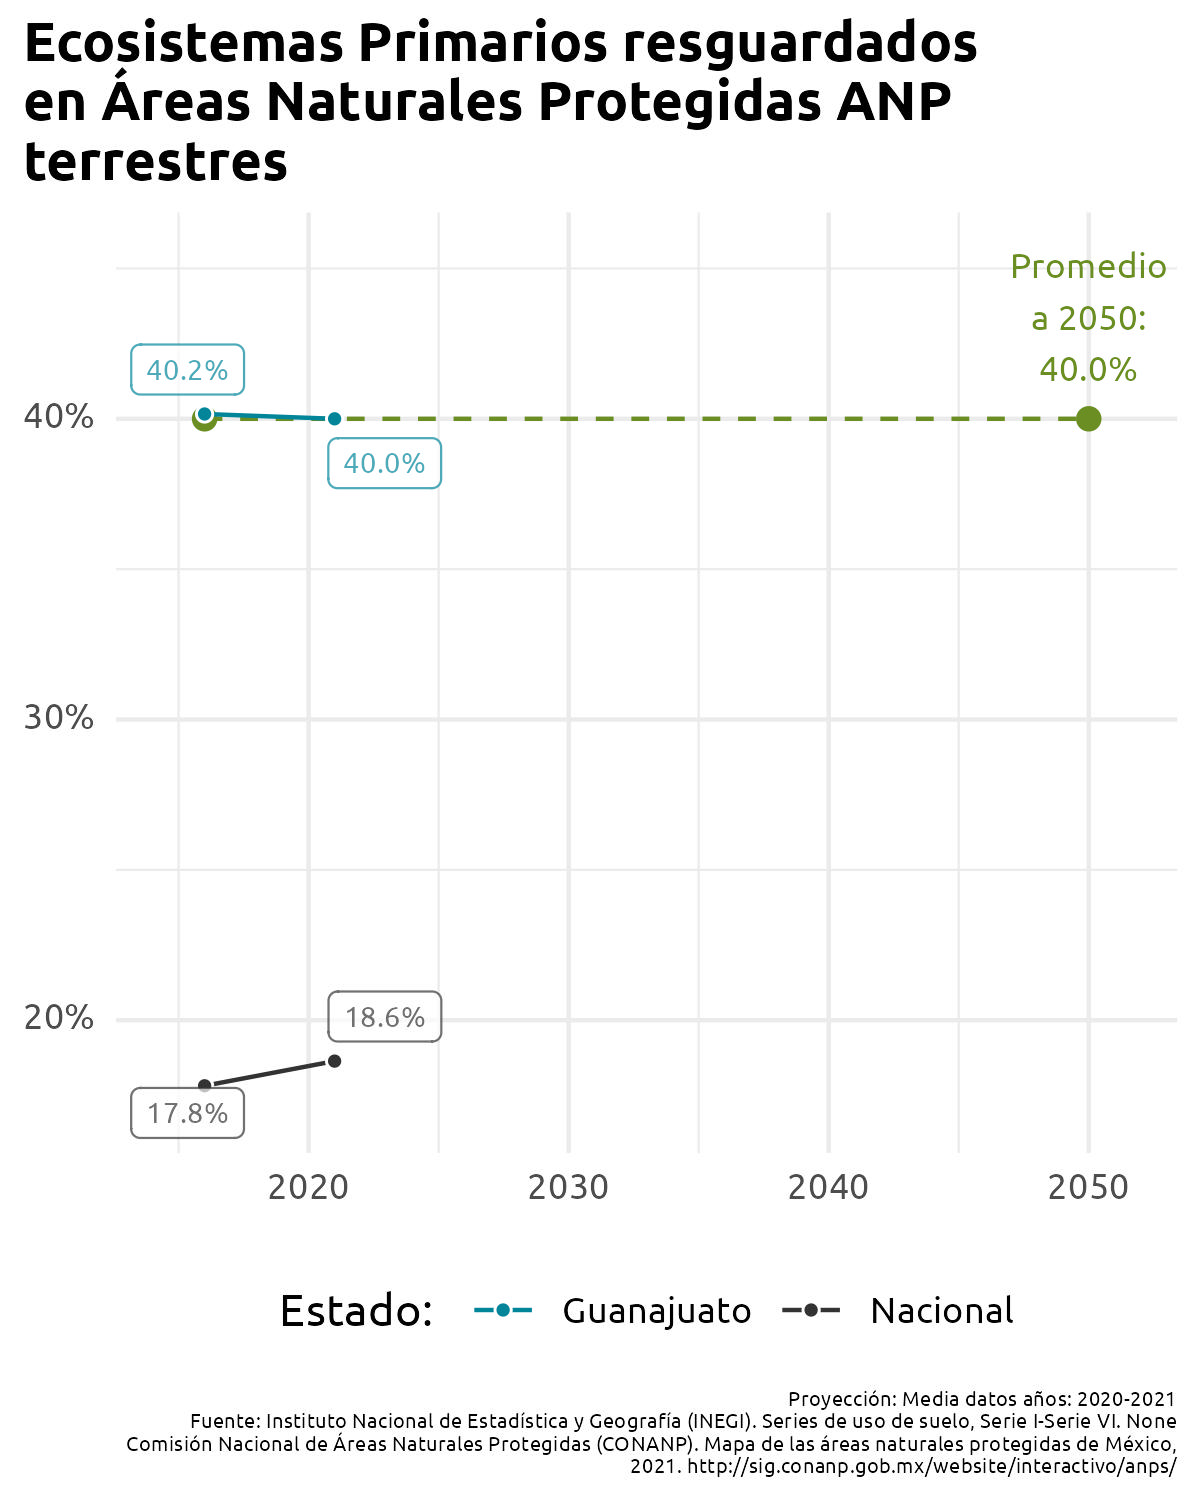 Ecosistemas Primarios resguardados
en Áreas Naturales Protegidas ANP
terrestres
Promedio
a 2050:
40.0%
40.2%
40%
40.0%
30%
20%
18.6%
17.8%
2020
2030
2040
2050
Estado:
Guanajuato
Nacional
Proyección: Media datos años: 2020-2021
Fuente: Instituto Nacional de Estadística y Geografía (INEGI). Series de uso de suelo, Serie I-Serie VI. None
Comisión Nacional de Áreas Naturales Protegidas (CONANP). Mapa de las áreas naturales protegidas de México,
2021. http://sig.conanp.gob.mx/website/interactivo/anps/